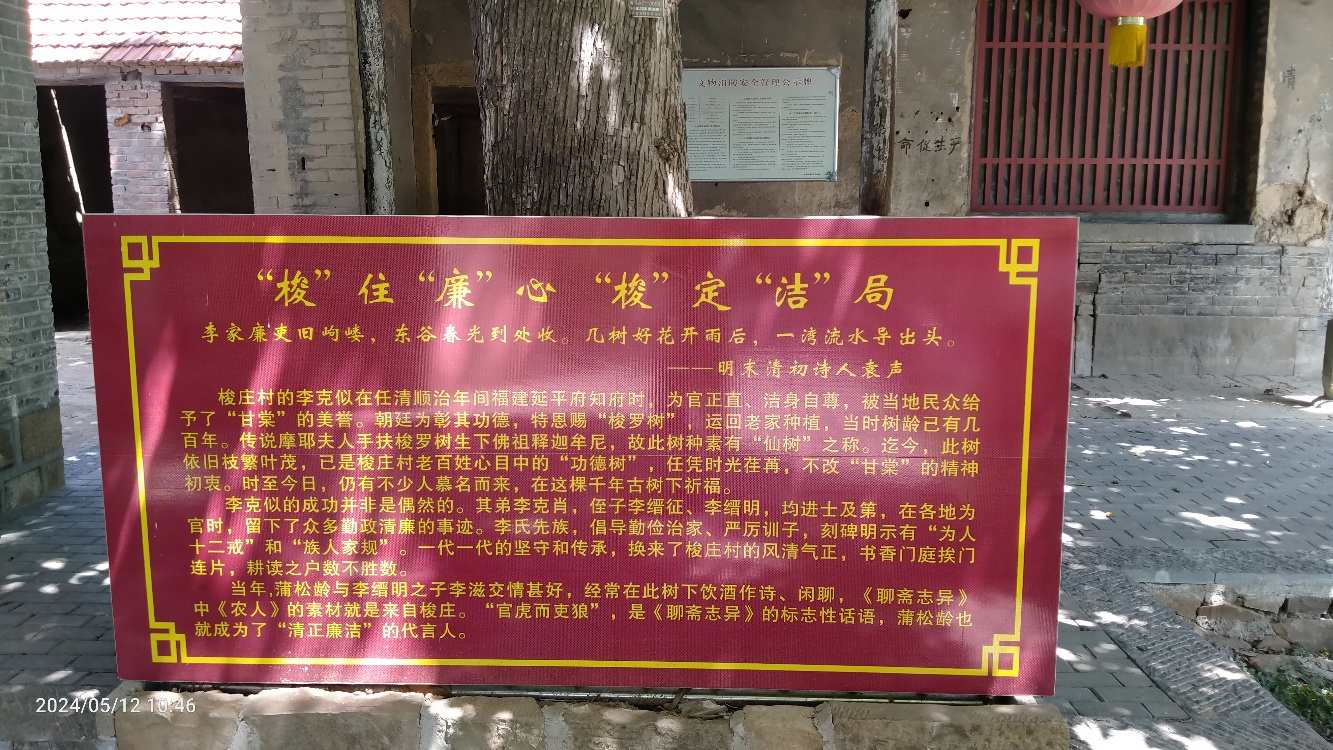 文物消防安全管理公示牌
命促生产
“梭”住“廉”心 “梭”定“洁”局
李家廉吏旧岣嵝，东谷春光到处收。几树好花开雨后，一湾流水导出头。
——明末清初诗人袁声
梭庄村的李克似在任清顺治年间福建延平府知府时，为官正直、洁身自尊，被当地民众给
予了“甘棠”的美誉。朝廷为彰其功德，特恩赐“梭罗树”，运回老家种植，当时树龄已有几
百年。传说摩耶夫人手扶梭罗树生下佛祖释迦牟尼，故此树种素有“仙树”之称。迄今，此树
依旧枝繁叶茂，已是梭庄村老百姓心目中的“功德树”，任凭时光荏苒，不改“甘棠”的精神
初衷。时至今日，仍有不少人慕名而来，在这棵千年古树下祈福。
李克似的成功并非是偶然的。其弟李克肖，侄子李缙征、李缙明，均进士及第，在各地为
官时，留下了众多勤政清廉的事迹。李氏先族，倡导勤俭治家、严厉训子，刻碑明示有“为人
十二戒”和“族人家规”。一代一代的坚守和传承，换来了梭庄村的风清气正，书香门庭挨门
连片，耕读之户数不胜数。
当年,蒲松龄与李缙明之子李滋交情甚好，经常在此树下饮酒作诗、闲聊，《聊斋志异》
中《农人》的素材就是来自梭庄。“官虎而吏狼”，是《聊斋志异》的标志性话语，蒲松龄也
就成为了“清正廉洁”的代言人。
2024/05/12 10:46